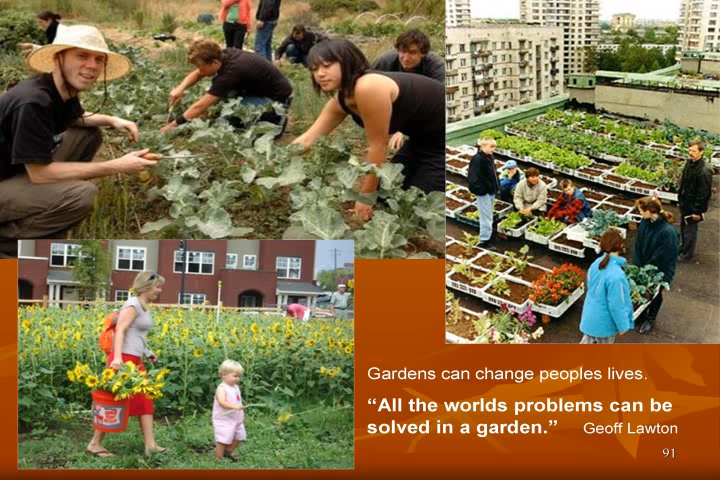 Gardens can change peoples lives.
“All the worlds problems can be
solved in a garden.” Geoff Lawton
91